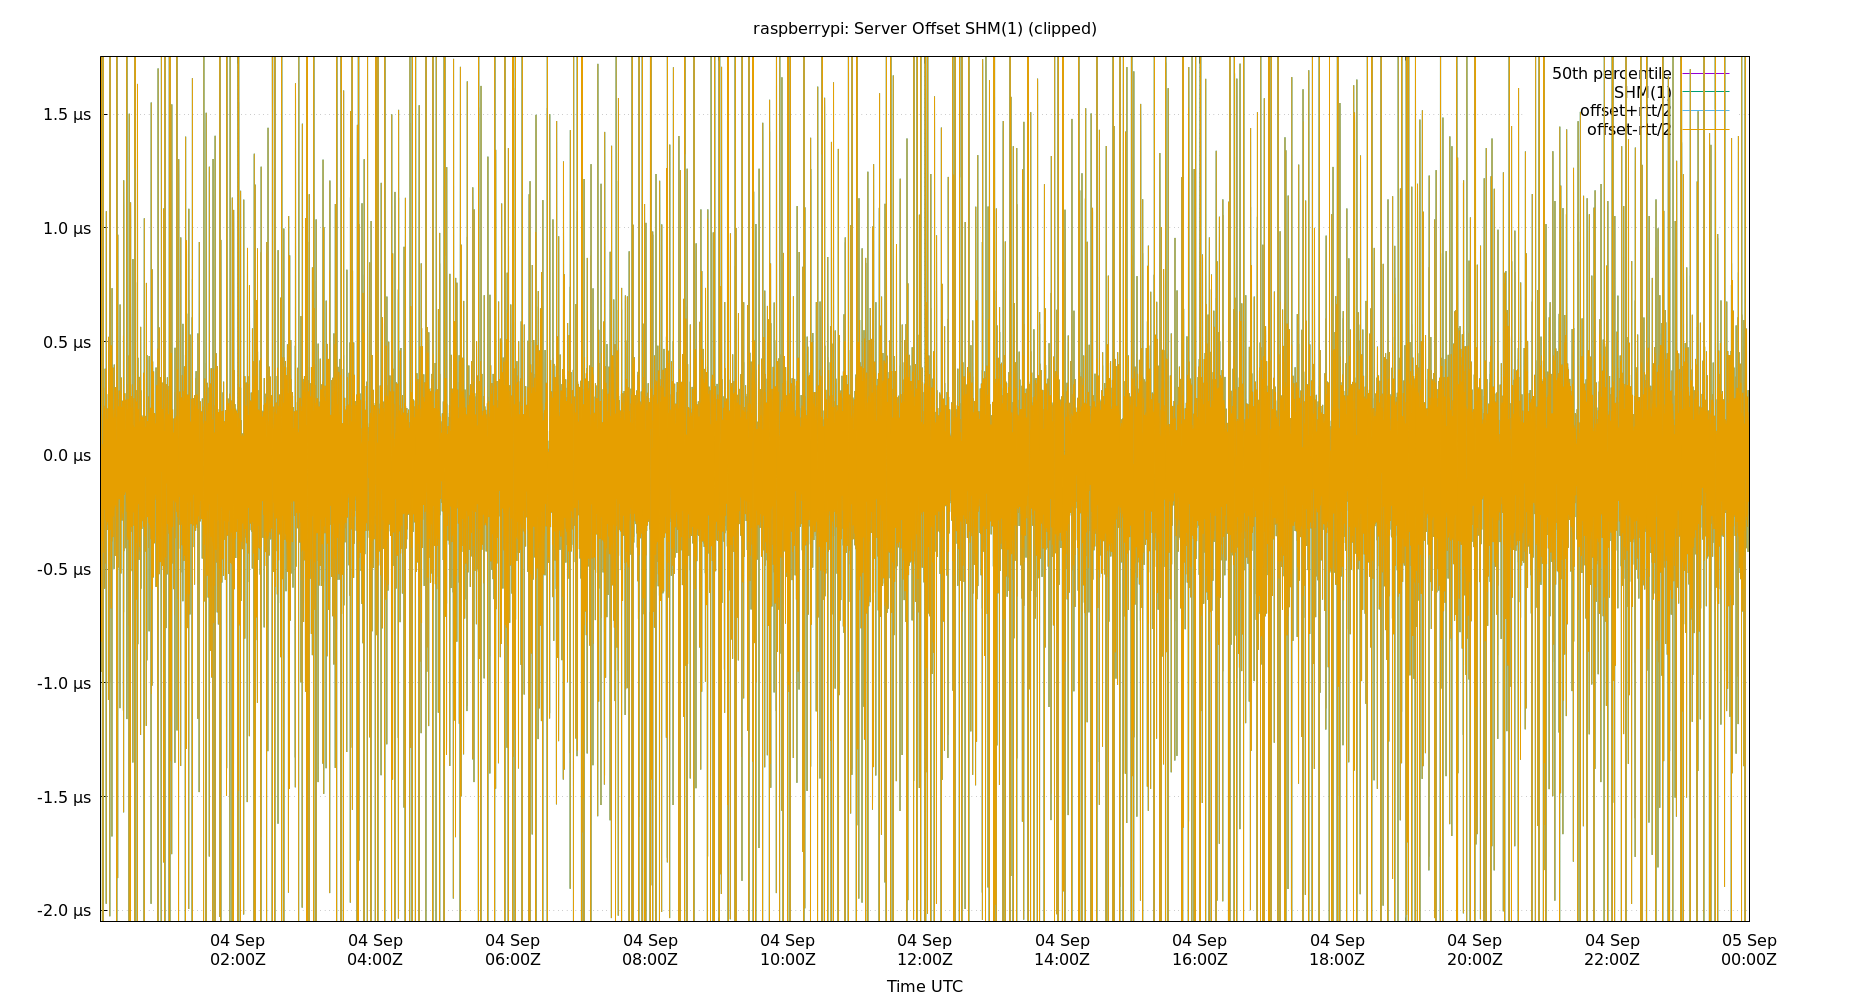 raspberrypi: Server Offset SHM(1) (clipped)
50th percentile
SHM(1)
offset+rtt/2
offset-rtt/2
1.5 µs
1.0 µs
0.5 µs
0.0 µs
-0.5 µs
-1.0 µs
-1.5 µs
-2.0 µs
04 Sep 04 Sep 04 Sep 04 Sep 04 Sep 04 Sep 04 Sep 04 Sep 04 Sep 04 Sep 04 Sep 05 Sep
02:00Z 04:00Z 06:00Z 08:00Z 10:00Z 12:00Z 14:00Z 16:00Z 18:00Z 20:00Z 22:00Z 00:00Z
Time UTC